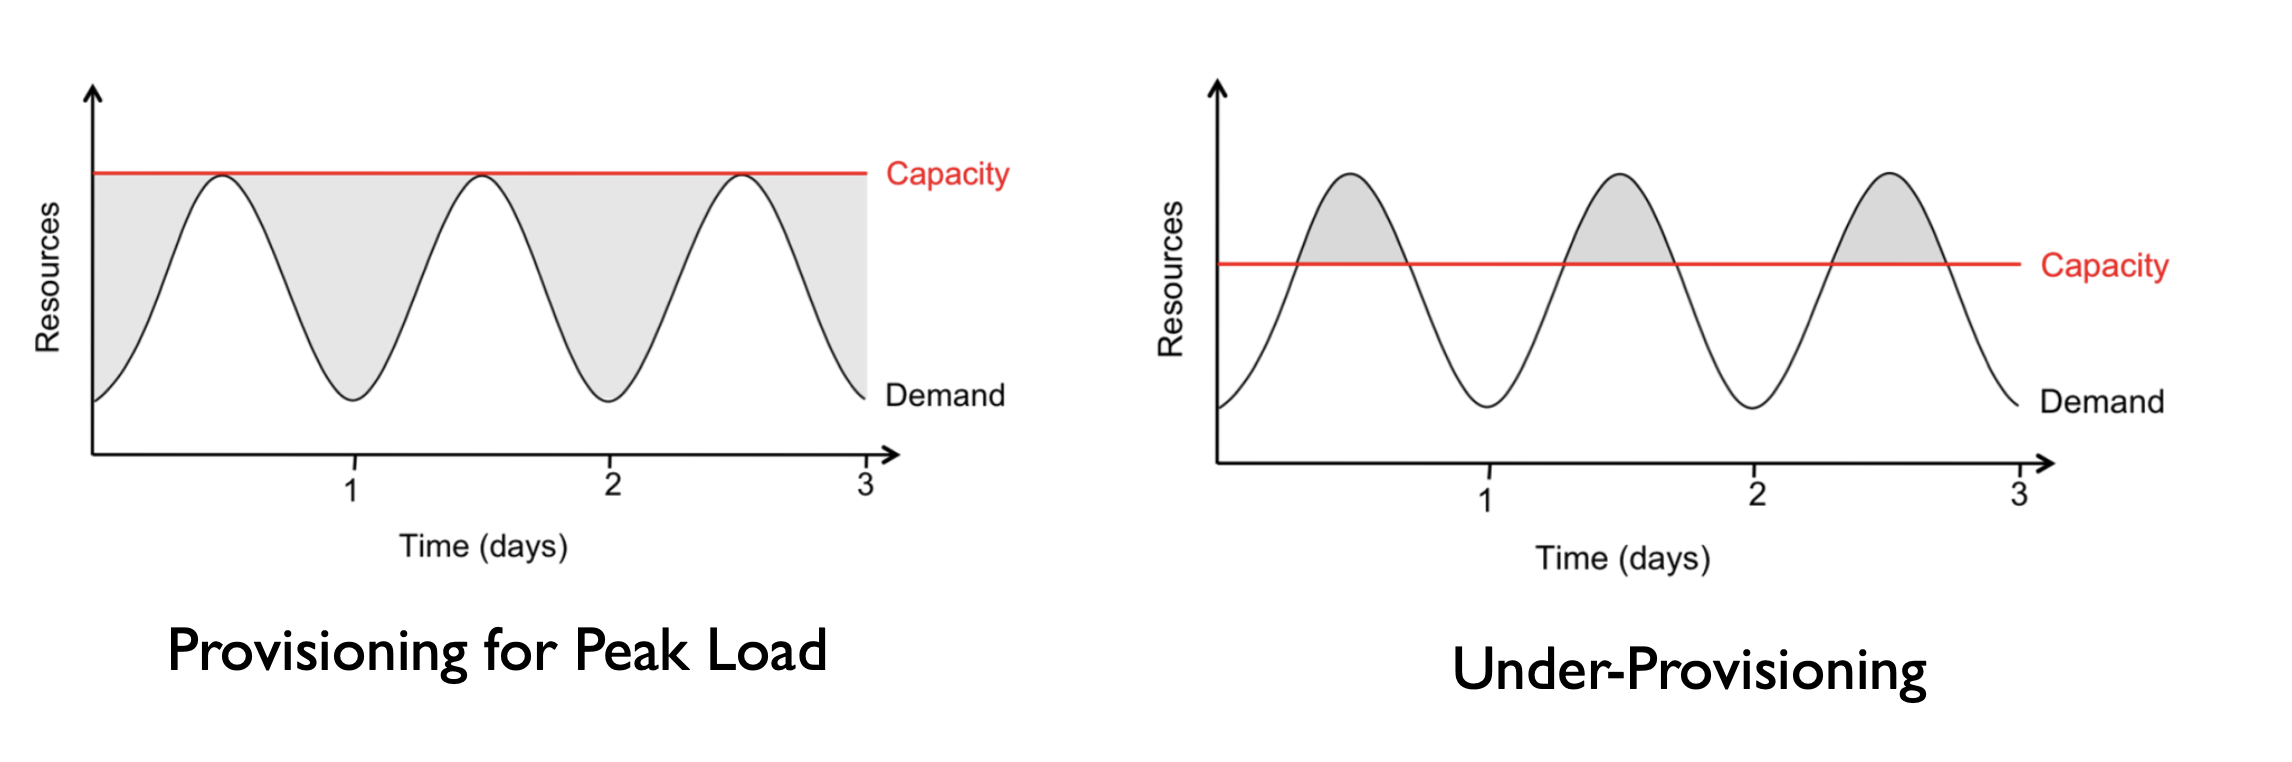 Resources
Capacity
Demand
1
2
3
Time (days)
Provisioning for Peak Load
Resources
Capacity
Demand
1
2
3
Time (days)
Under-Provisioning